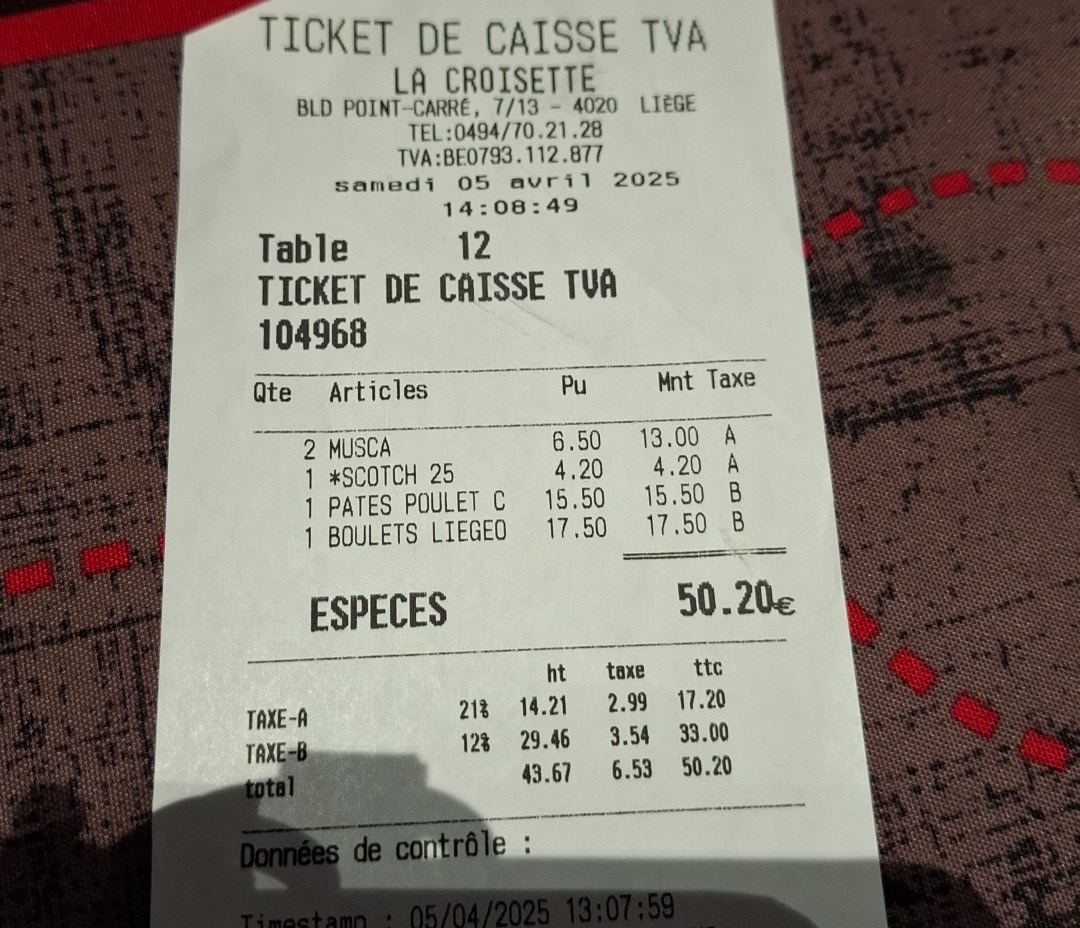 TICKET DE CAISSE TVA
LA CROISETTE
BLD POINT-CARRÉ, 7/13 - 4020 LIÈGE
TEL:0494/70.21.28
TVA:BE0793.112.877
samedi 05 avril 2025
14:08:49
Table 12
TICKET DE CAISSE TVA
104968
Qte Articles Pu Mnt Taxe
2 MUSCA 6.50 13.00 A
1 *SCOTCH 25 4.20 4.20 A
1 PATES POULET C 15.50 15.50 B
1 BOULETS LIEGEO 17.50 17.50 B
ESPECES 50.20€
ht taxe ttc
TAXE-A 21% 14.21 2.99 17.20
TAXE-B 12% 29.46 3.54 33.00
total 43.67 6.53 50.20
Données de contrôle :
Timestamp : 05/04/2025 13:07:59